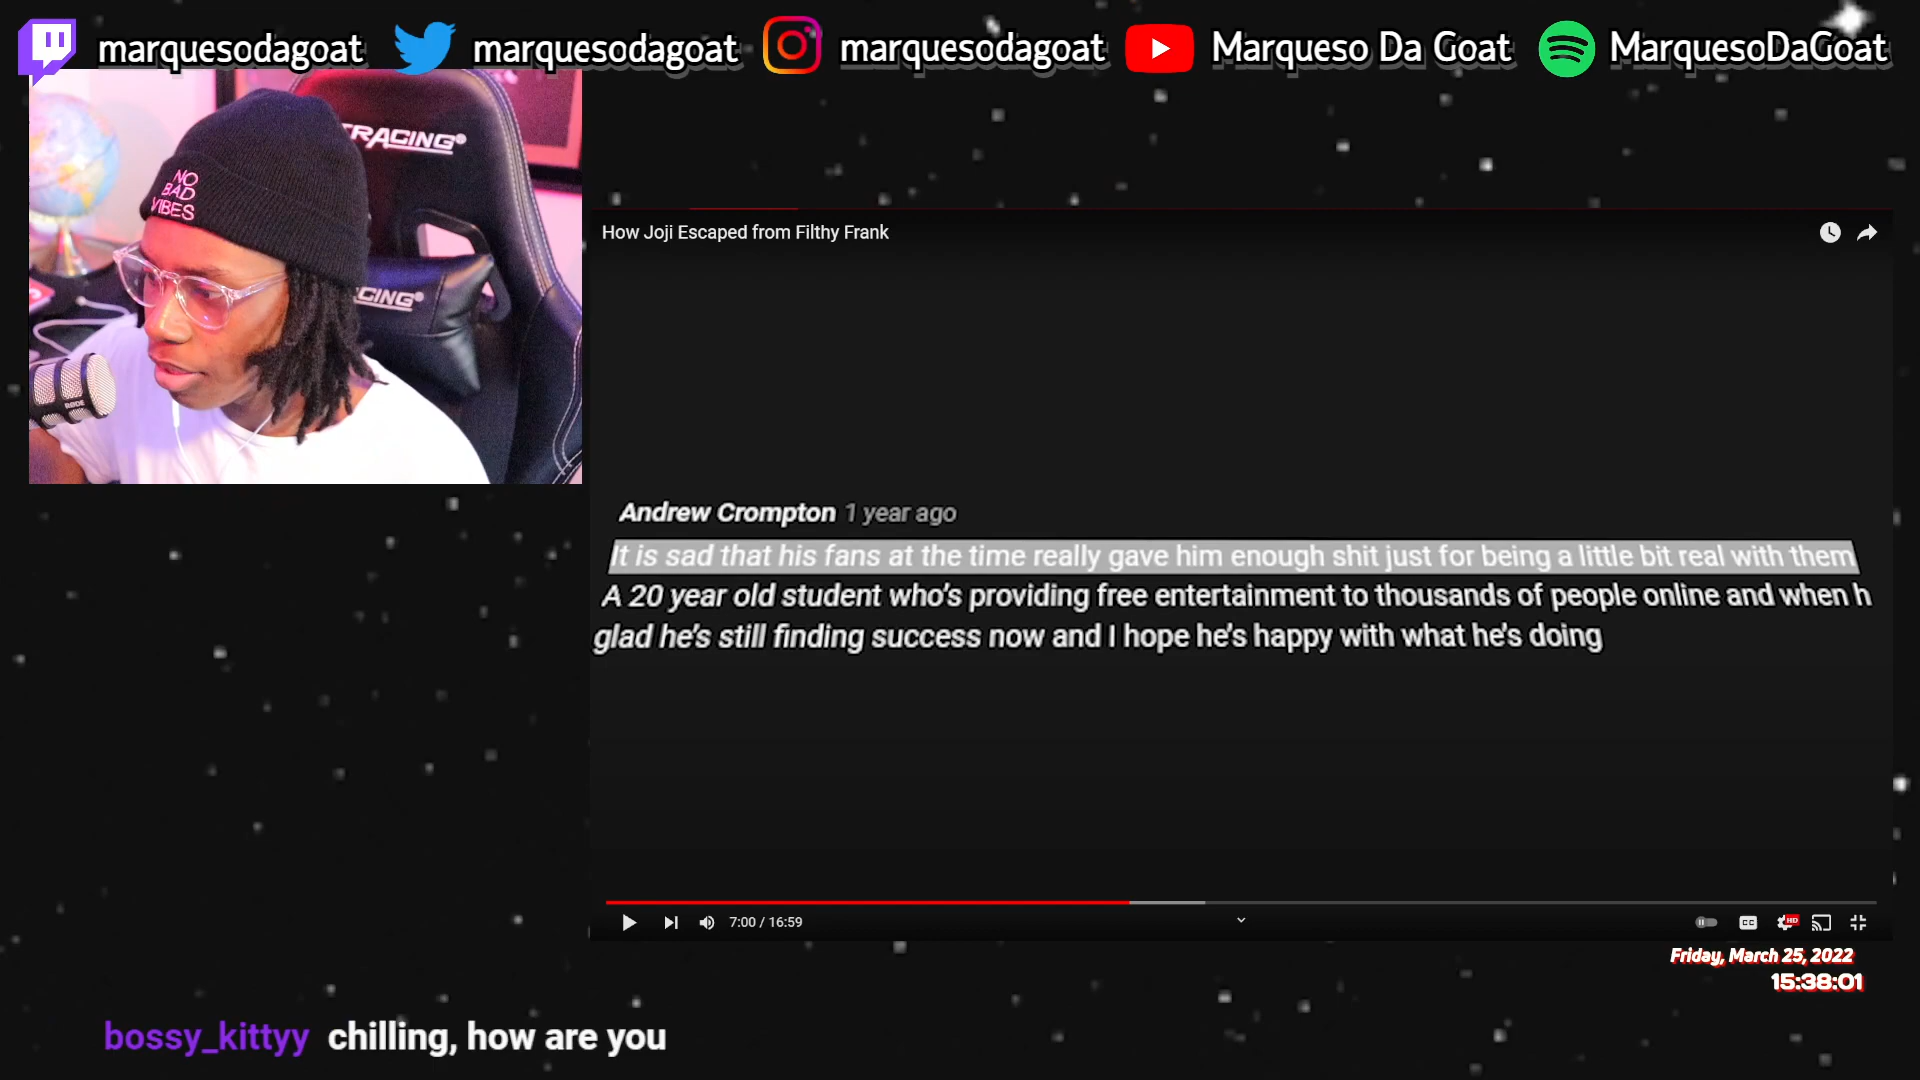 marquesodagoat marquesodagoat marquesodagoat Marqueso Da Goat MarquesoDaGoat
RACING®
NO
BAD
VIBES
CING®
RØDE
How Joji Escaped from Filthy Frank
Andrew Crompton 1 year ago
It is sad that his fans at the time really gave him enough shit just for being a little bit real with them
A 20 year old student who's providing free entertainment to thousands of people online and when h
glad he's still finding success now and I hope he's happy with what he's doing
7:00 / 16:59
CC HD
Friday, March 25, 2022
15:38:01
bossy_kittyy chilling, how are you